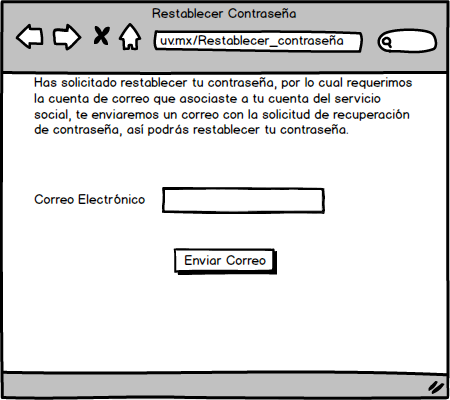 Restablecer Contraseña
uv.mx/Restablecer_contraseña
Has solicitado restablecer tu contraseña, por lo cual requerimos
la cuenta de correo que asociaste a tu cuenta del servicio
social, te enviaremos un correo con la solicitud de recuperación
de contraseña, así podrás restablecer tu contraseña.
Correo Electrónico
Enviar Correo